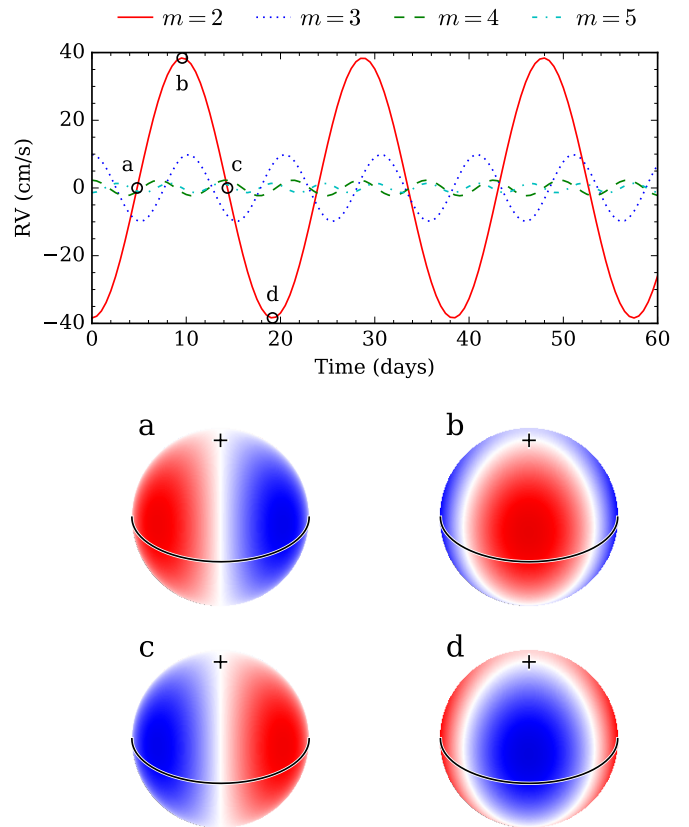 m = 2 m = 3 m = 4 m = 5
40
20
0
−20
−40
RV (cm/s)
a
b
c
d
0 10 20 30 40 50 60
Time (days)
a b
+ +
c d
+ +